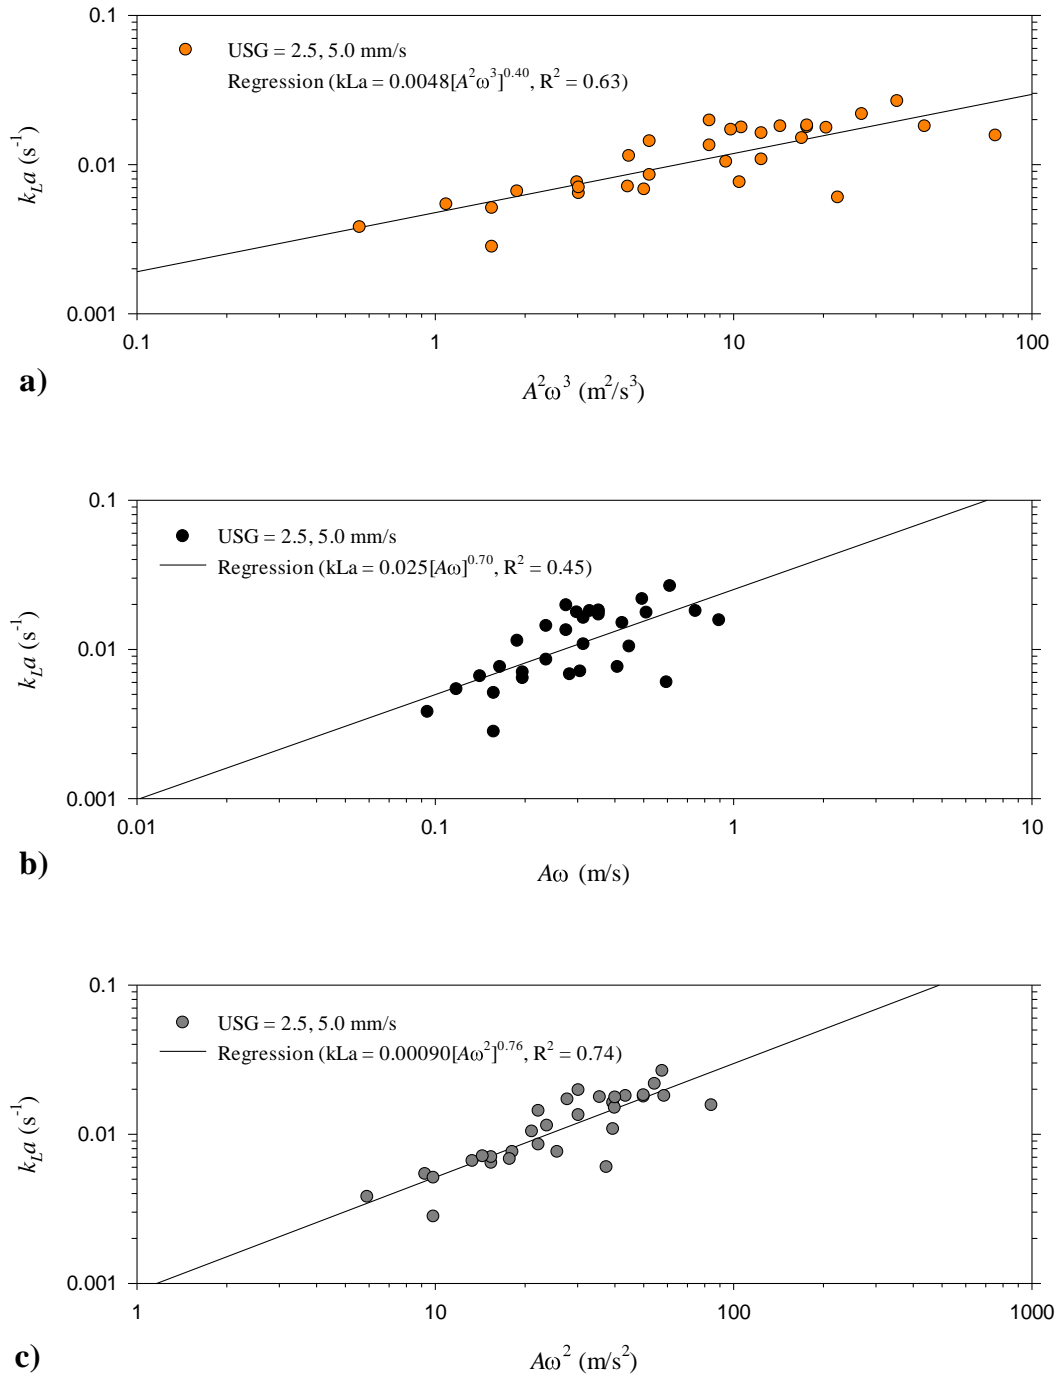 0.1
USG = 2.5, 5.0 mm/s
Regression (kLa = 0.0048[A²ω³]^0.40, R² = 0.63)
0.01
k_L a (s⁻¹)
0.001
0.1 1 10 100
a)
A²ω³ (m²/s³)
0.1
USG = 2.5, 5.0 mm/s
Regression (kLa = 0.025[Aω]^0.70, R² = 0.45)
0.01
k_L a (s⁻¹)
0.001
0.01 0.1 1 10
b)
Aω (m/s)
0.1
USG = 2.5, 5.0 mm/s
Regression (kLa = 0.00090[Aω²]^0.76, R² = 0.74)
0.01
k_L a (s⁻¹)
0.001
1 10 100 1000
c)
Aω² (m/s²)